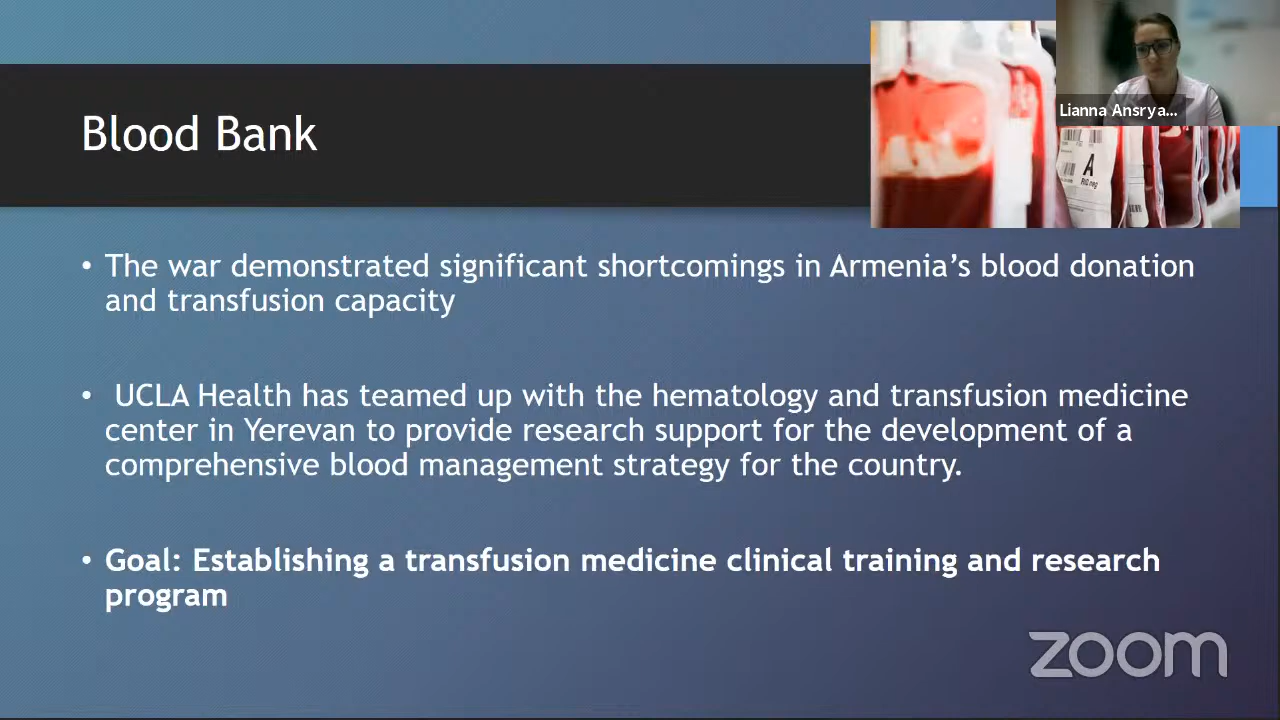 Blood Bank
Lianna Ansrya...
A
RhD neg
• The war demonstrated significant shortcomings in Armenia’s blood donation
and transfusion capacity
• UCLA Health has teamed up with the hematology and transfusion medicine
center in Yerevan to provide research support for the development of a
comprehensive blood management strategy for the country.
• Goal: Establishing a transfusion medicine clinical training and research
program
zoom